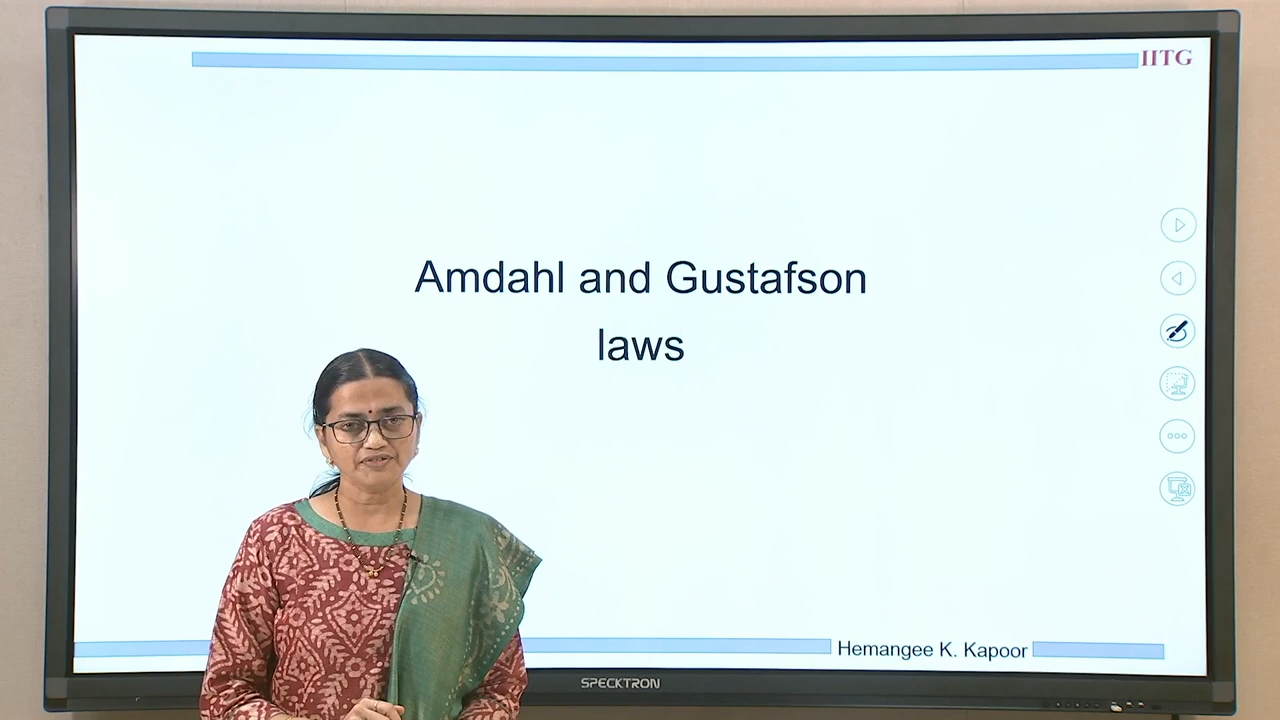 IITG
Amdahl and Gustafson
laws
Hemangee K. Kapoor
SPECKTRON